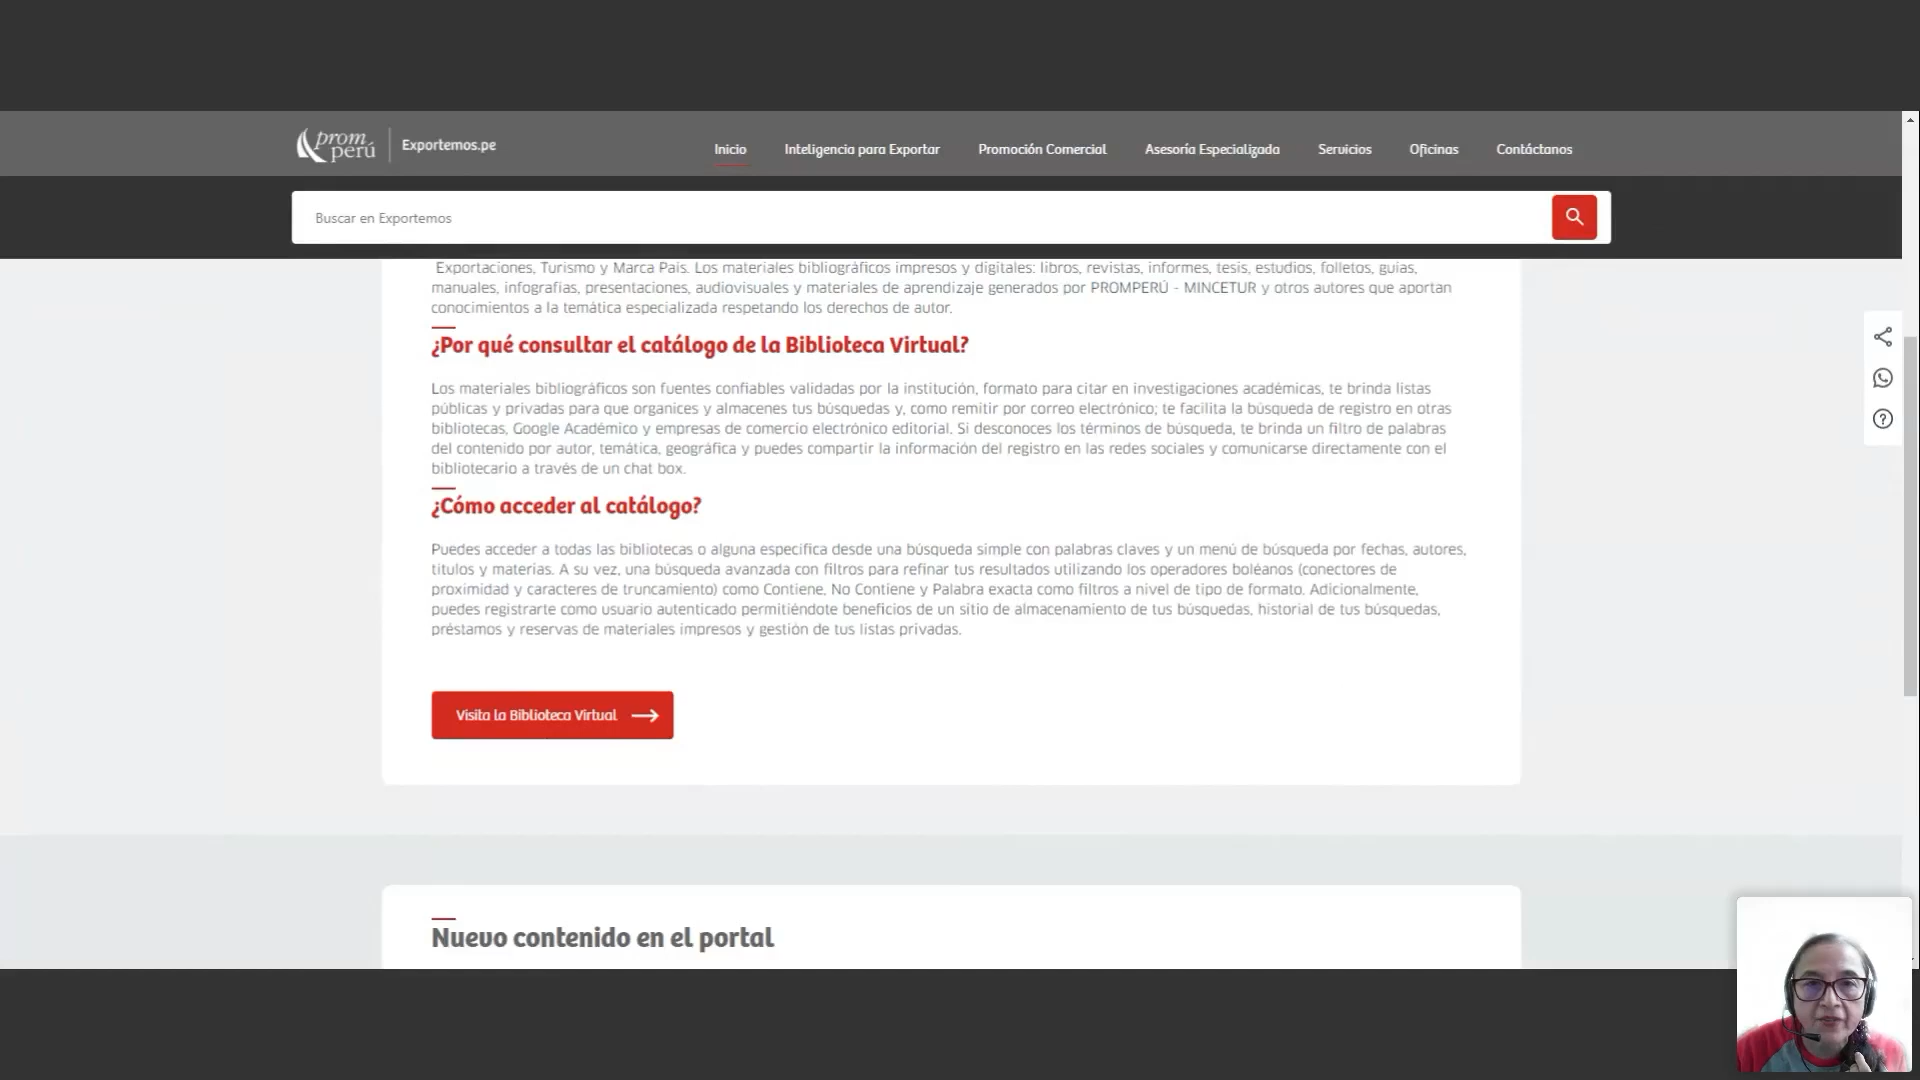 prom
perú
Exportemos.pe
Inicio
Inteligencia para Exportar
Promoción Comercial
Asesoría Especializada
Servicios
Oficinas
Contáctanos
Buscar en Exportemos
Exportaciones, Turismo y Marca País. Los materiales bibliográficos impresos y digitales: libros, revistas, informes, tesis, estudios, folletos, guías,
manuales, infografías, presentaciones, audiovisuales y materiales de aprendizaje generados por PROMPERÚ - MINCETUR y otros autores que aportan
conocimientos a la temática especializada respetando los derechos de autor.
¿Por qué consultar el catálogo de la Biblioteca Virtual?
Los materiales bibliográficos son fuentes confiables validadas por la institución, formato para citar en investigaciones académicas, te brinda listas
públicas y privadas para que organices y almacenes tus búsquedas y, como remitir por correo electrónico; te facilita la búsqueda de registro en otras
bibliotecas, Google Académico y empresas de comercio electrónico editorial. Si desconoces los términos de búsqueda, te brinda un filtro de palabras
del contenido por autor, temática, geográfica y puedes compartir la información del registro en las redes sociales y comunicarse directamente con el
bibliotecario a través de un chat box.
¿Cómo acceder al catálogo?
Puedes acceder a todas las bibliotecas o alguna específica desde una búsqueda simple con palabras claves y un menú de búsqueda por fechas, autores,
títulos y materias. A su vez, una búsqueda avanzada con filtros para refinar tus resultados utilizando los operadores boléanos (conectores de
proximidad y caracteres de truncamiento) como Contiene, No Contiene y Palabra exacta como filtros a nivel de tipo de formato. Adicionalmente,
puedes registrarte como usuario autenticado permitiéndote beneficios de un sitio de almacenamiento de tus búsquedas, historial de tus búsquedas,
préstamos y reservas de materiales impresos y gestión de tus listas privadas.
Visita la Biblioteca Virtual
Nuevo contenido en el portal